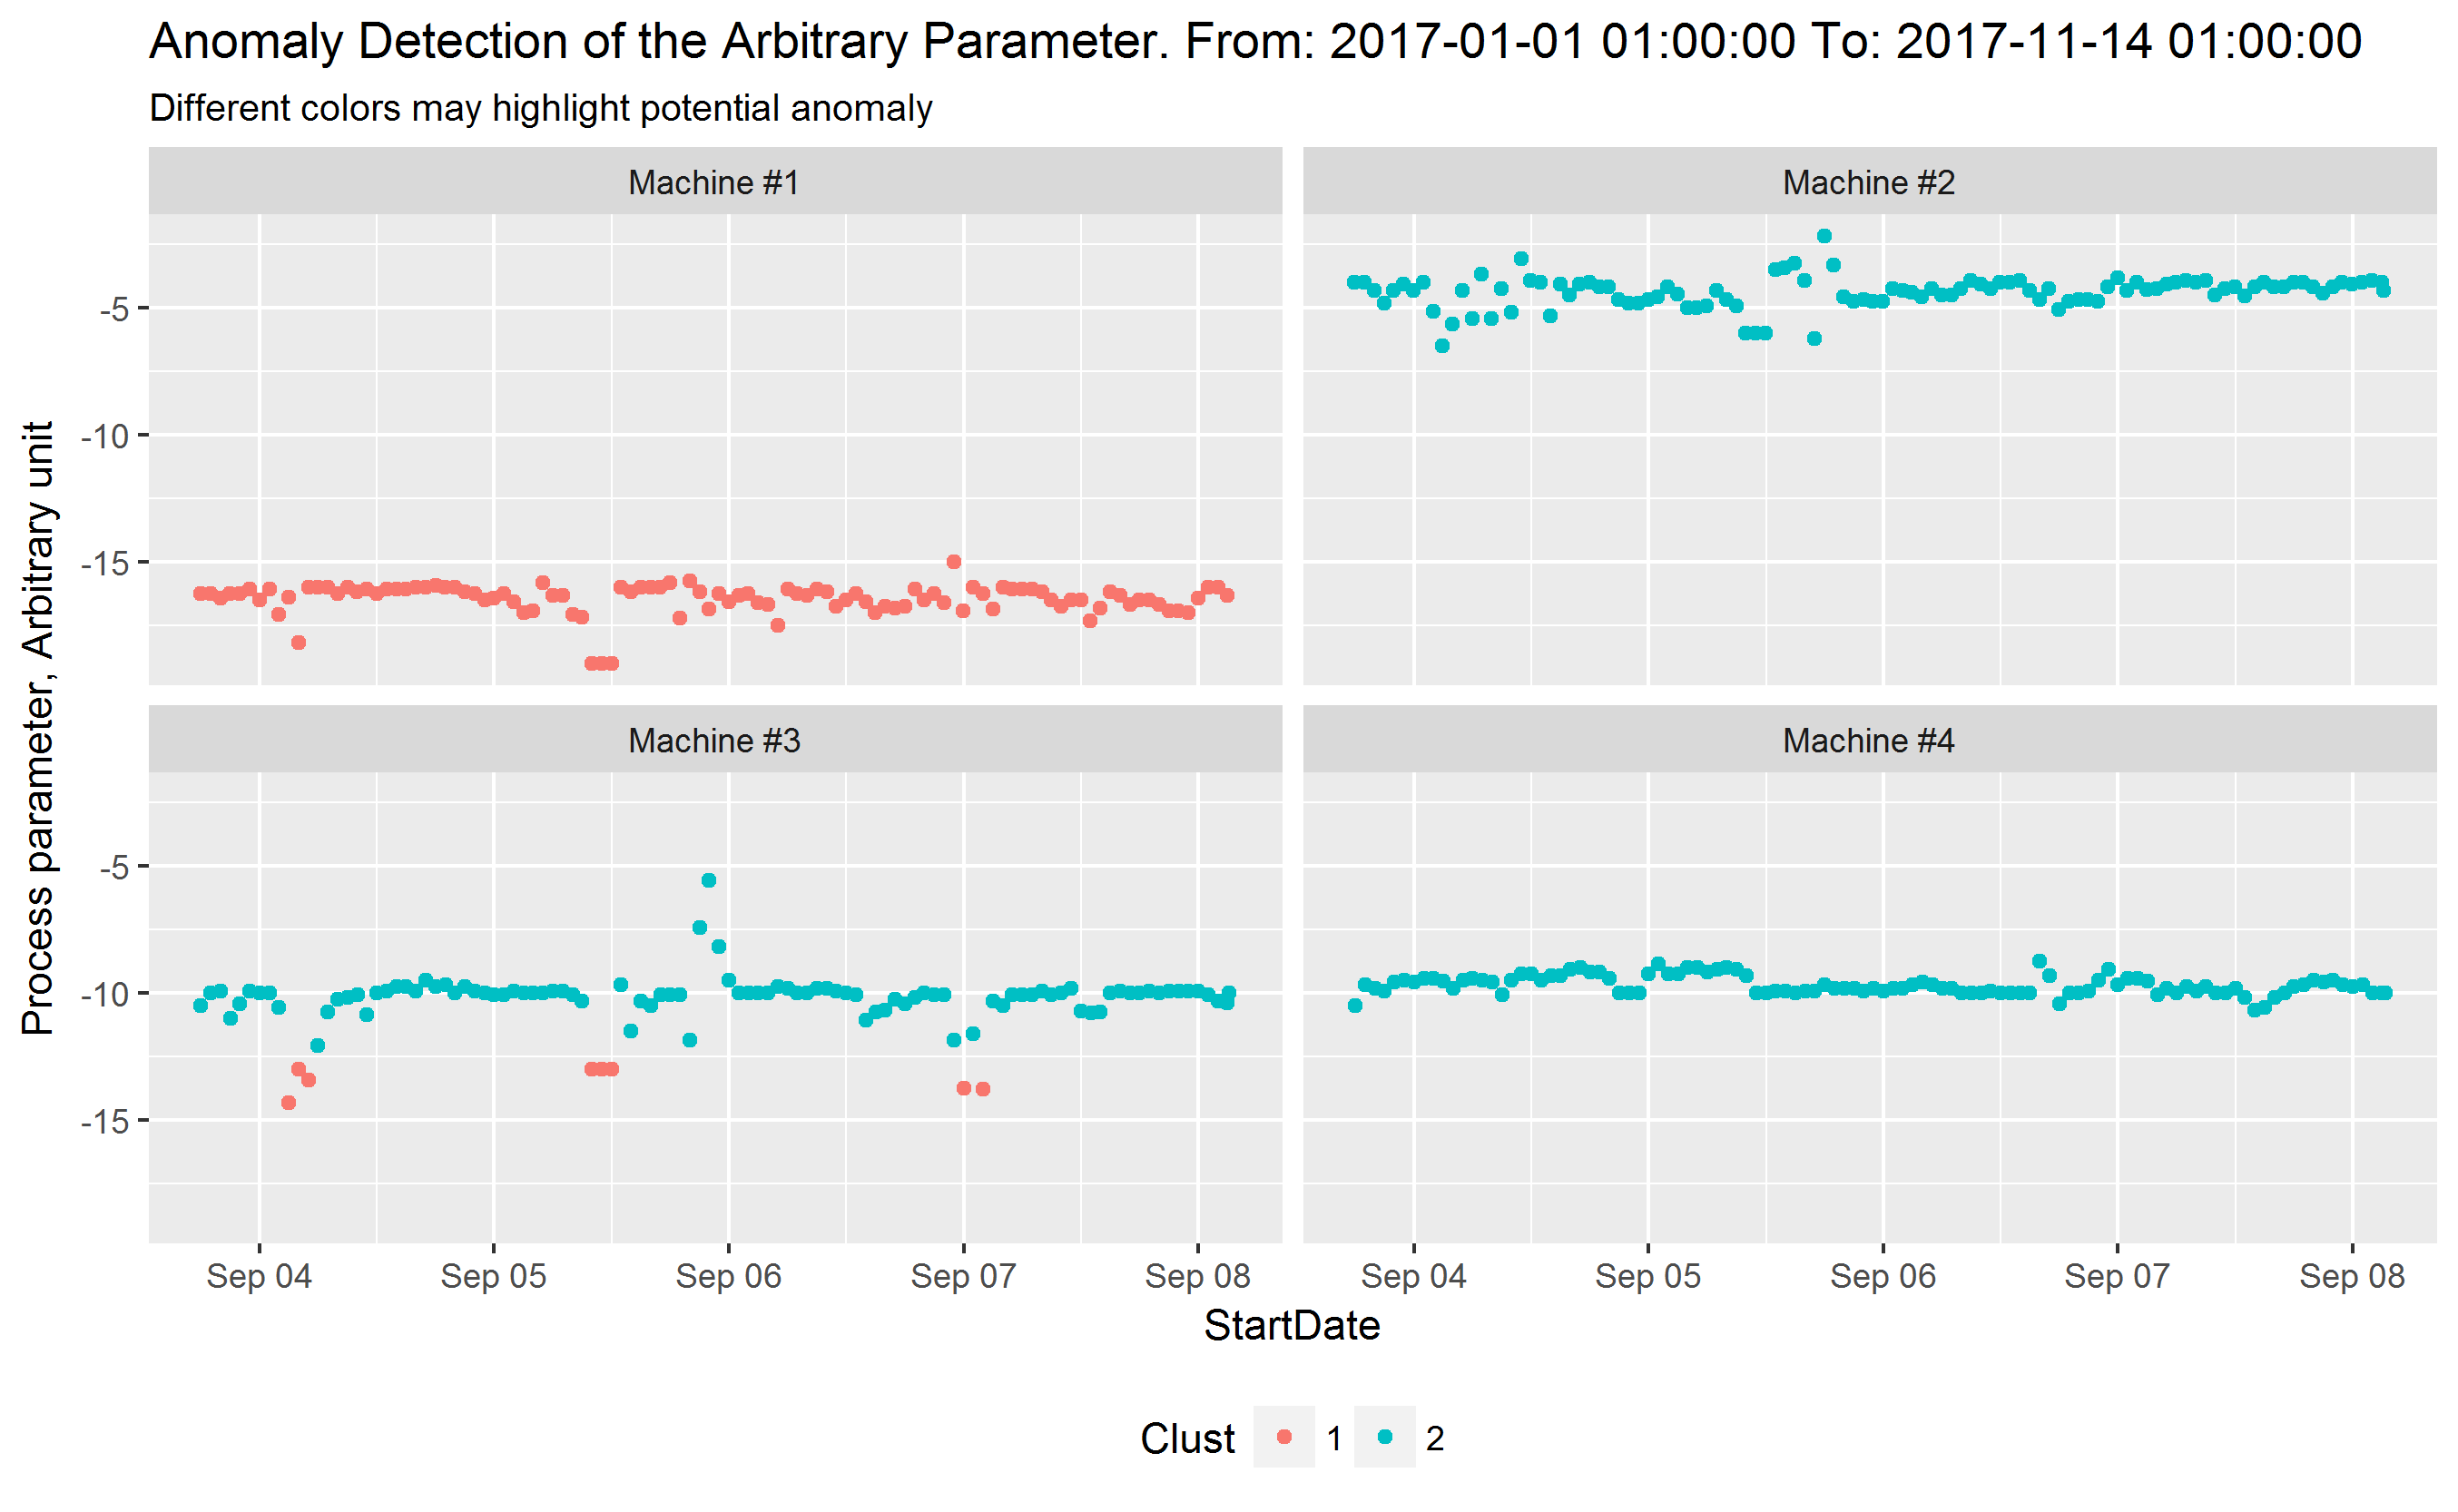 Anomaly Detection of the Arbitrary Parameter. From: 2017-01-01 01:00:00 To: 2017-11-14 01:00:00
Different colors may highlight potential anomaly
Machine #1
Machine #2
-5
-10
-15
Process parameter, Arbitrary unit
Machine #3
Machine #4
-5
-10
-15
Sep 04
Sep 05
Sep 06
Sep 07
Sep 08
Sep 04
Sep 05
Sep 06
Sep 07
Sep 08
StartDate
Clust 1 2